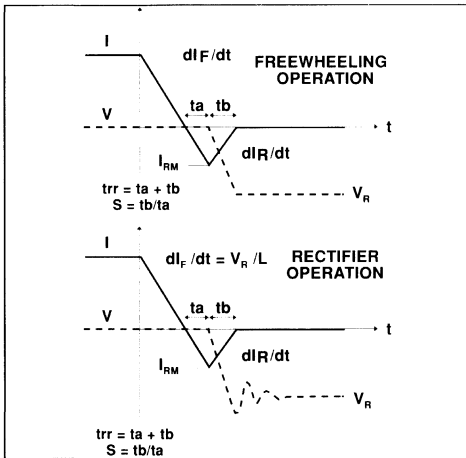 I
dIF/dt
FREEWHEELING
OPERATION
V
ta
tb
t
IRM
dIR/dt
trr = ta + tb
S = tb/ta
VR
I
dIF/dt = VR/L
RECTIFIER
OPERATION
V
ta
tb
t
IRM
dIR/dt
VR
trr = ta + tb
S = tb/ta